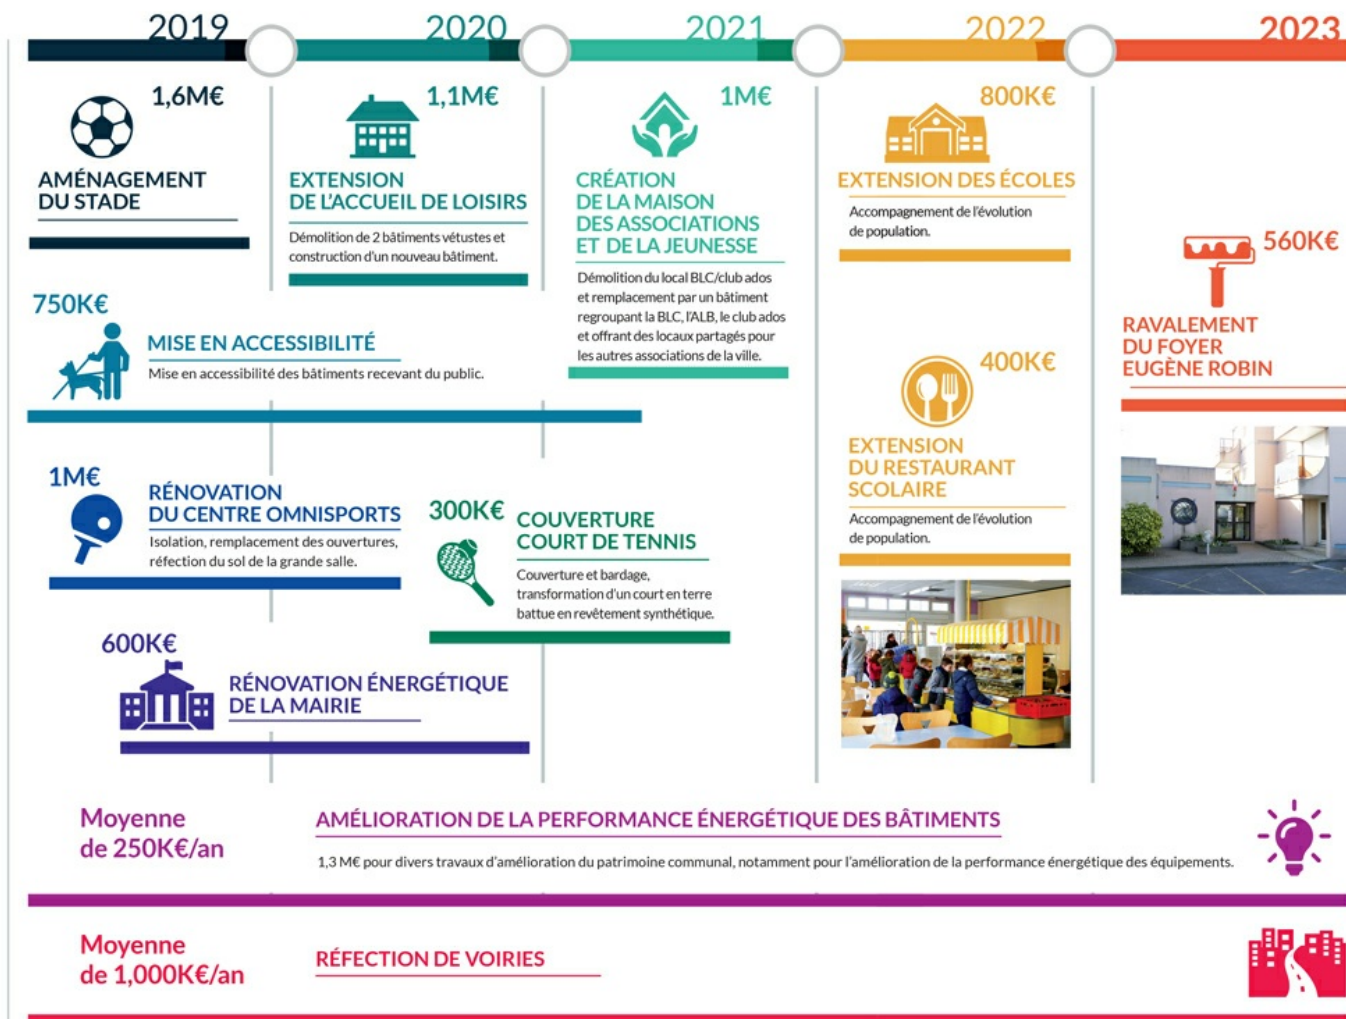 2019
2020
2021
2022
2023
1,6M€
AMÉNAGEMENT
DU STADE
1,1M€
EXTENSION
DE L'ACCUEIL DE LOISIRS
Démolition de 2 bâtiments vétustes et
construction d'un nouveau bâtiment.
1M€
CRÉATION
DE LA MAISON
DES ASSOCIATIONS
ET DE LA JEUNESSE
Démolition du local BLC/club ados
et remplacement par un bâtiment
regroupant la BLC, l'ALB, le club ados
et offrant des locaux partagés pour
les autres associations de la ville.
800K€
EXTENSION DES ÉCOLES
Accompagnement de l'évolution
de population.
560K€
RAVALEMENT
DU FOYER
EUGÈNE ROBIN
750K€
MISE EN ACCESSIBILITÉ
Mise en accessibilité des bâtiments recevant du public.
400K€
EXTENSION
DU RESTAURANT
SCOLAIRE
Accompagnement de l'évolution
de population.
1M€
RÉNOVATION
DU CENTRE OMNISPORTS
Isolation, remplacement des ouvertures,
réfection du sol de la grande salle.
300K€
COUVERTURE
COURT DE TENNIS
Couverture et bardage,
transformation d'un court en terre
battue en revêtement synthétique.
600K€
RÉNOVATION ÉNERGÉTIQUE
DE LA MAIRIE
Moyenne
de 250K€/an
AMÉLIORATION DE LA PERFORMANCE ÉNERGÉTIQUE DES BÂTIMENTS
1,3 M€ pour divers travaux d'amélioration du patrimoine communal, notamment pour l'amélioration de la performance énergétique des équipements.
Moyenne
de 1,000K€/an
RÉFECTION DE VOIRIES